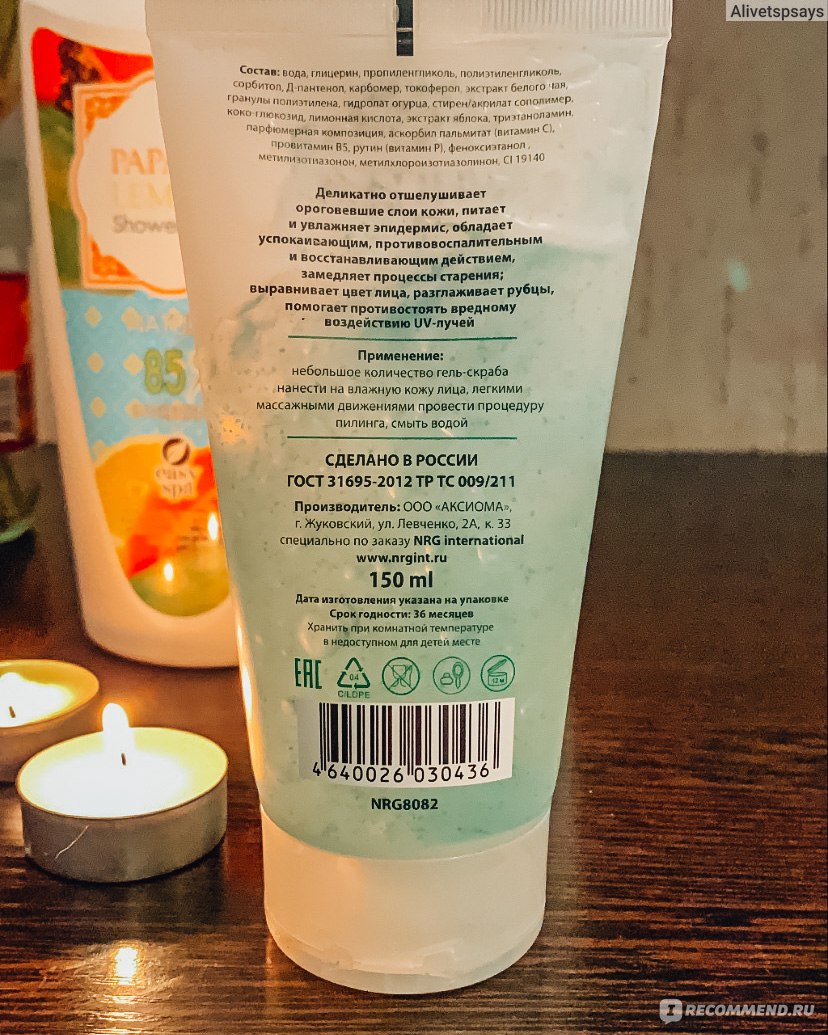 Alivetspsays
Состав: вода, глицерин, пропиленгликоль, полиэтиленгликоль,
сорбитол, Д-пантенол, карбомер, токоферол, экстракт белого чая,
гранулы полиэтилена, гидролат огурца, стирен/акрилат сополимер,
коко-глюкозид, лимонная кислота, экстракт яблока, триэтаноламин,
парфюмерная композиция, аскорбил пальмитат (витамин С),
провитамин В5, рутин (витамин Р), феноксиэтанол,
метилизотиазонон, метилхлороизотиазолинон, CI 19140
Деликатно отшелушивает
ороговевшие слои кожи, питает
и увлажняет эпидермис, обладает
успокаивающим, противовоспалительным
и восстанавливающим действием,
замедляет процессы старения;
выравнивает цвет лица, разглаживает рубцы,
помогает противостоять вредному
воздействию UV-лучей
Применение:
небольшое количество гель-скраба
нанести на влажную кожу лица, легкими
массажными движениями провести процедуру
пилинга, смыть водой
СДЕЛАНО В РОССИИ
ГОСТ 31695-2012 ТР ТС 009/211
Производитель: ООО «АКСИОМА»,
г. Жуковский, ул. Левченко, 2А, к. 33
специально по заказу NRG international
www.nrgint.ru
150 ml
Дата изготовления указана на упаковке
Срок годности: 36 месяцев
Хранить при комнатной температуре
в недоступном для детей месте
EAC
04
C/LDPE
12 M
4 640026 030436
NRG8082
PAPA
LEM
Shower
85
easy
spa
IRECOMMEND.RU